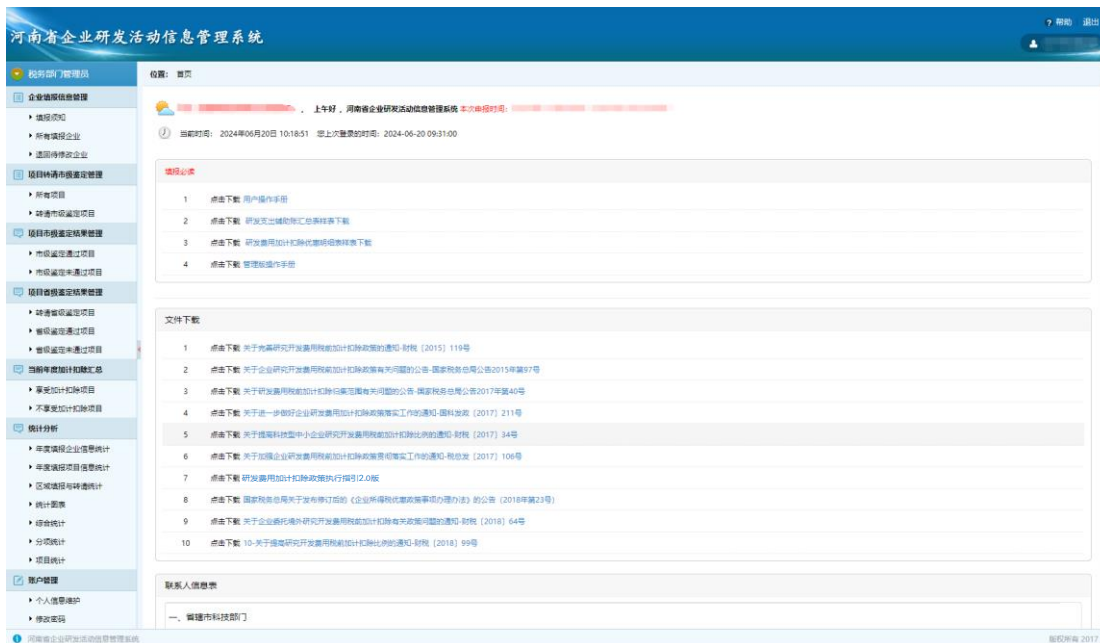 ? 帮助 退出
河南省企业研发活动信息管理系统
税务部门管理员
位置： 首页
企业填报信息管理
填报须知
所有填报企业
退回待修改企业
项目转请市级鉴定管理
所有项目
转请市级鉴定项目
项目市级鉴定结果管理
市级鉴定通过项目
市级鉴定未通过项目
项目省级鉴定结果管理
转请省级鉴定项目
省级鉴定通过项目
省级鉴定未通过项目
当前年度加计扣除汇总
享受加计扣除项目
不享受加计扣除项目
统计分析
年度填报企业信息统计
年度填报项目信息统计
区域填报与转请统计
统计图表
综合统计
分项统计
项目统计
账户管理
个人信息维护
修改密码
， 上午好， 河南省企业研发活动信息管理系统 本次申报时间：
当前时间： 2024年06月20日 10:18:51 您上次登录的时间： 2024-06-20 09:31:00
填报必读
1 点击下载 用户操作手册
2 点击下载 研发支出辅助账汇总表样表下载
3 点击下载 研发费用加计扣除优惠明细表样表下载
4 点击下载 管理版操作手册
文件下载
1 点击下载 关于完善研究开发费用税前加计扣除政策的通知-财税〔2015〕119号
2 点击下载 关于企业研究开发费用税前加计扣除政策有关问题的公告-国家税务总局公告2015年第97号
3 点击下载 关于研发费用税前加计扣除归集范围有关问题的公告-国家税务总局公告2017年第40号
4 点击下载 关于进一步做好企业研发费用加计扣除政策落实工作的通知-国科发政〔2017〕211号
5 点击下载 关于提高科技型中小企业研究开发费用税前加计扣除比例的通知-财税〔2017〕34号
6 点击下载 关于加强企业研发费用税前加计扣除政策贯彻落实工作的通知-税总发〔2017〕106号
7 点击下载 研发费用加计扣除政策执行指引2.0版
8 点击下载 国家税务总局关于发布修订后的《企业所得税优惠政策事项办理办法》的公告（2018年第23号）
9 点击下载 关于企业委托境外研究开发费用税前加计扣除有关政策问题的通知-财税〔2018〕64号
10 点击下载 10-关于提高研究开发费用税前加计扣除比例的通知-财税〔2018〕99号
联系人信息表
一、省辖市科技部门
河南省企业研发活动信息管理系统
版权所有 2017